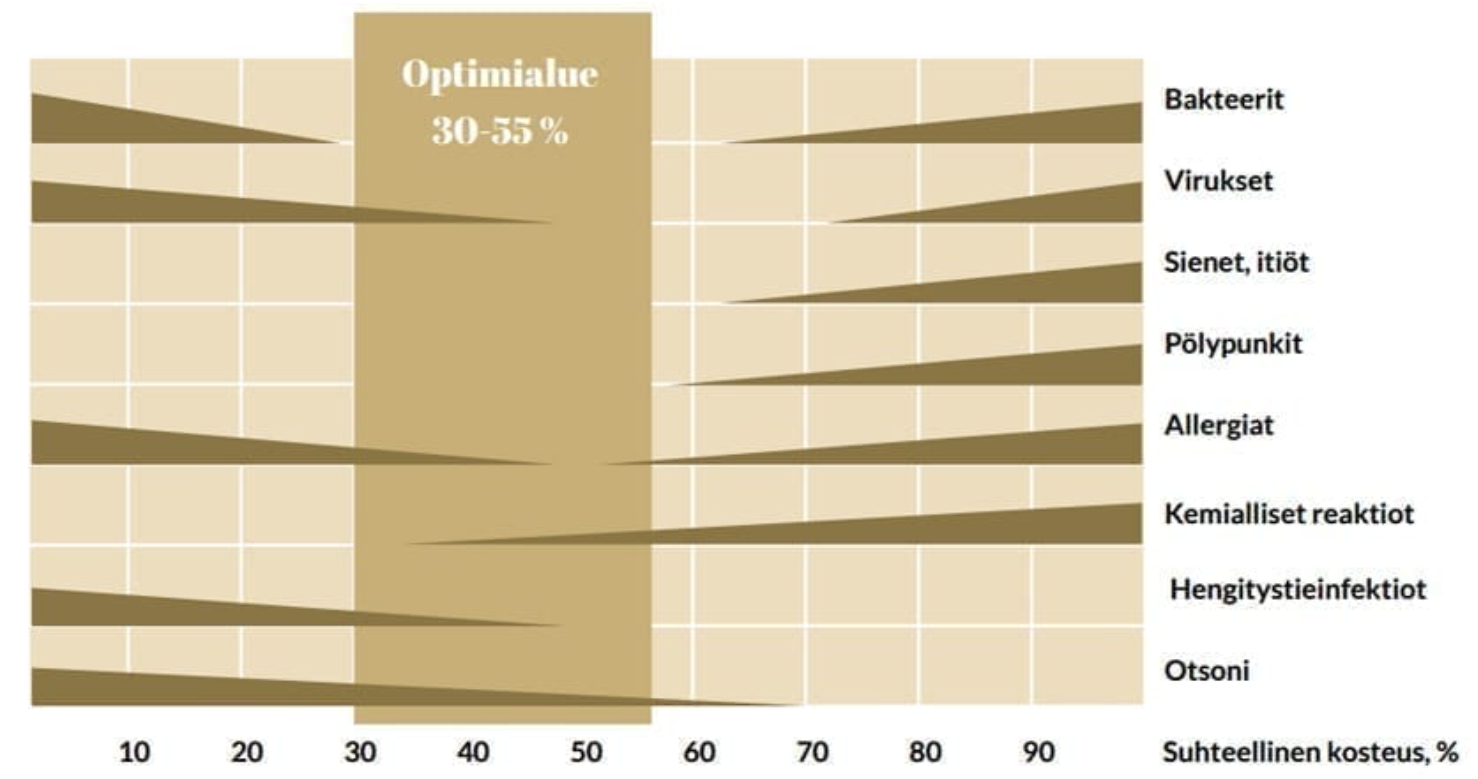 Optimialue
30-55 %
Bakteerit
Virukset
Sienet, itiöt
Pölypunkit
Allergiat
Kemialliset reaktiot
Hengitystieinfektiot
Otsoni
10 20 30 40 50 60 70 80 90 Suhteellinen kosteus, %